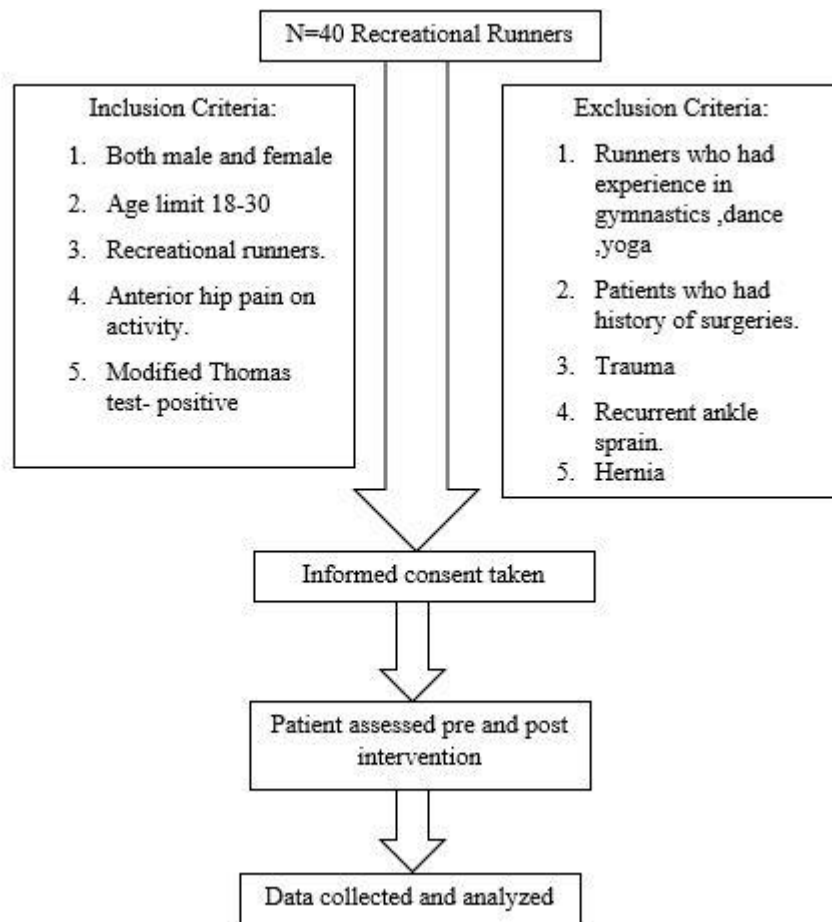 N=40 Recreational Runners
Inclusion Criteria:
1. Both male and female
2. Age limit 18-30
3. Recreational runners.
4. Anterior hip pain on
activity.
5. Modified Thomas
test- positive
Exclusion Criteria:
1. Runners who had
experience in
gymnastics ,dance
,yoga
2. Patients who had
history of surgeries.
3. Trauma
4. Recurrent ankle
sprain.
5. Hernia
Informed consent taken
Patient assessed pre and post
intervention
Data collected and analyzed